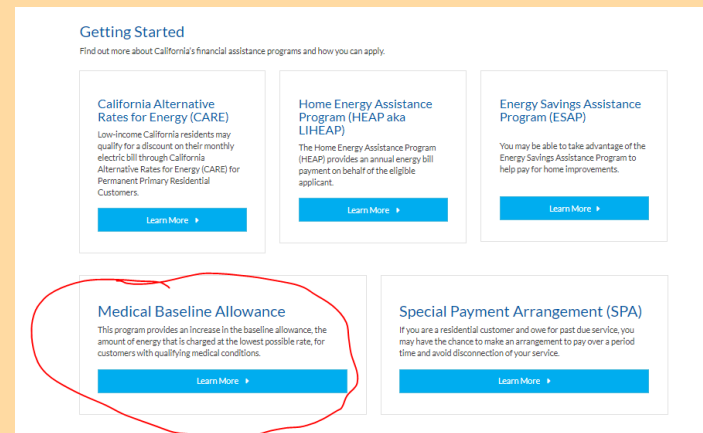 Getting Started
Find out more about California's financial assistance programs and how you can apply.
California Alternative
Rates for Energy (CARE)
Low-income California residents may
qualify for a discount on their monthly
electric bill through California
Alternative Rates for Energy (CARE) for
Permanent Primary Residential
Customers.
Learn More
Home Energy Assistance
Program (HEAP aka
LIHEAP)
The Home Energy Assistance Program
(HEAP) provides an annual energy bill
payment on behalf of the eligible
applicant.
Learn More
Energy Savings Assistance
Program (ESAP)
You may be able to take advantage of the
Energy Savings Assistance Program to
help pay for home improvements.
Learn More
Medical Baseline Allowance
This program provides an increase in the baseline allowance, the
amount of energy that is charged at the lowest possible rate, for
customers with qualifying medical conditions.
Learn More
Special Payment Arrangement (SPA)
If you are a residential customer and owe for past due service, you
may have the chance to make an arrangement to pay over a period
time and avoid disconnection of your service.
Learn More